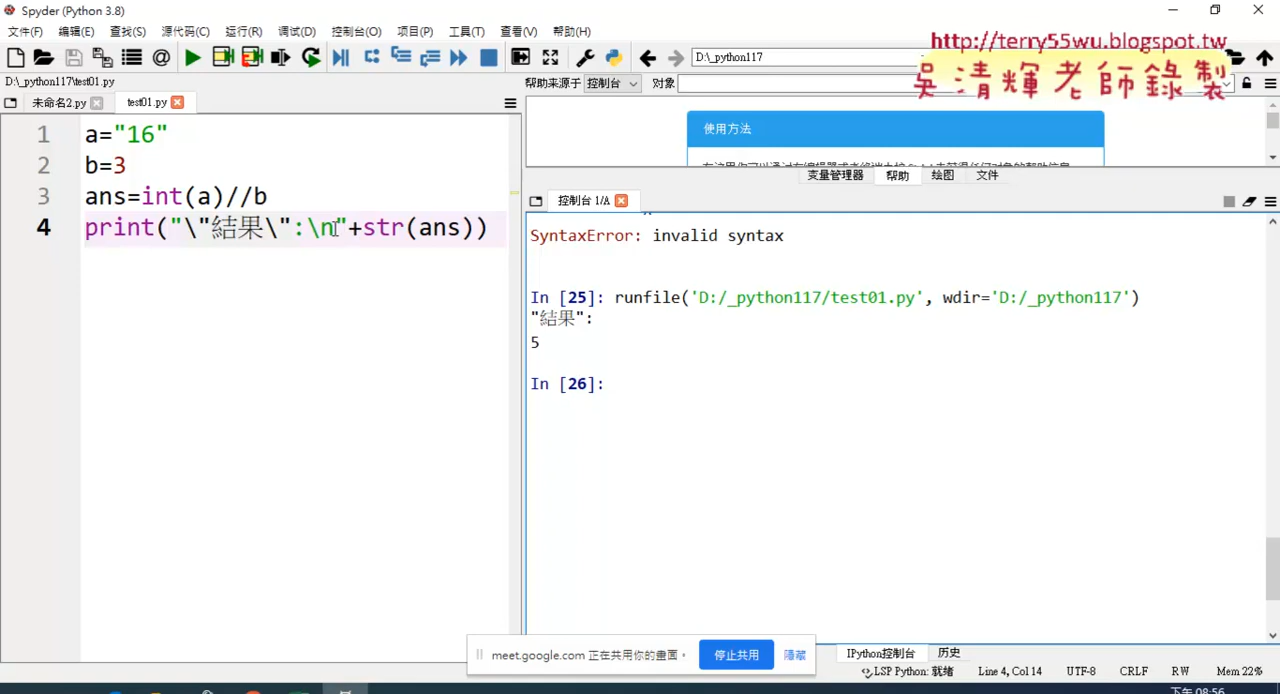 Spyder (Python 3.8)
文件(F) 编辑(E) 查找(S) 源代码(C) 运行(R) 调试(D) 控制台(O) 项目(P) 工具(T) 查看(V) 帮助(H)
http://terry55wu.blogspot.tw
D:\_python117
吳清輝老師錄製
D:\_python117\test01.py
帮助来源于 控制台 对象
未命名2.py test01.py
使用方法
变量管理器 帮助 绘图 文件
控制台 1/A
1 a="16"
2 b=3
3 ans=int(a)//b
4 print("\"結果\":\n"+str(ans))
SyntaxError: invalid syntax
In [25]: runfile('D:/_python117/test01.py', wdir='D:/_python117')
"結果":
5
In [26]:
meet.google.com 正在共用你的畫面。 停止共用 隱藏
IPython控制台 历史
LSP Python: 就绪 Line 4, Col 14 UTF-8 CRLF RW Mem 22%
下午 08:56